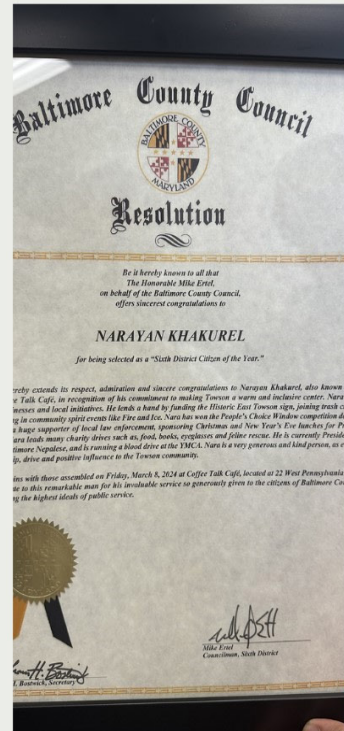 Baltimore County Council
BALTIMORE COUNTY
MARYLAND
Resolution
Be it hereby known to all that
The Honorable Mike Ertel,
on behalf of the Baltimore County Council,
offers sincerest congratulations to
NARAYAN KHAKUREL
for being selected as a "Sixth District Citizen of the Year."
reby extends its respect, admiration and sincere congratulations to Narayan Khakurel, also known
e Talk Café, in recognition of his commitment to making Towson a warm and inclusive center. Nara
nesses and local initiatives. He lends a hand by funding the Historic East Towson sign, joining trash c
g in community spirit events like Fire and Ice. Nara has won the People's Choice Window competition d
a huge supporter of local law enforcement, sponsoring Christmas and New Year's Eve lunches for P
ara leads many charity drives such as, food, books, eyeglasses and feline rescue. He is currently Presid
timore Nepalese, and is running a blood drive at the YMCA. Nara is a very generous and kind person, as
ip, drive and positive influence to the Towson community.
ins with those assembled on Friday, March 8, 2024 at Coffee Talk Café, located at 22 West Pennsylvania
ute to this remarkable man for his invaluable service so generously given to the citizens of Baltimore Co
g the highest ideals of public service.
H. Bostwick, Secretary
Mike Ertel
Councilman, Sixth District